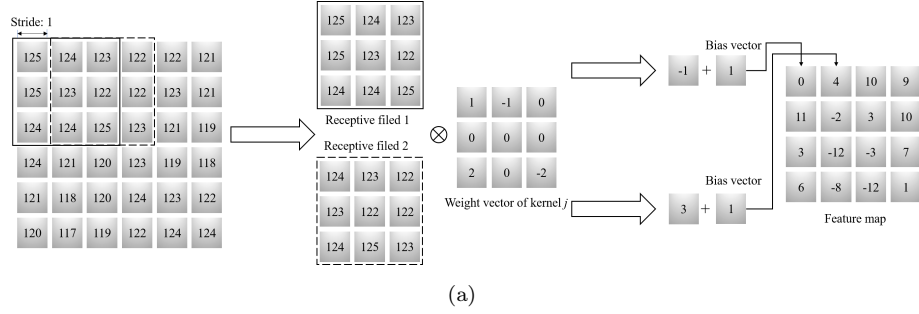 Stride: 1
125 124 123 122 122 121
125 123 122 122 123 121
124 124 125 123 121 119
124 121 120 123 119 118
121 118 120 124 123 122
120 117 119 122 124 124
125 124 123
125 123 122
124 124 125
Receptive filed 1
Receptive filed 2
124 123 122
123 122 122
124 125 123
⊗
1 -1 0
0 0 0
2 0 -2
Weight vector of kernel j
Bias vector
-1 + 1
Bias vector
3 + 1
0 4 10 9
11 -2 3 10
3 -12 -3 7
6 -8 -12 1
Feature map
(a)